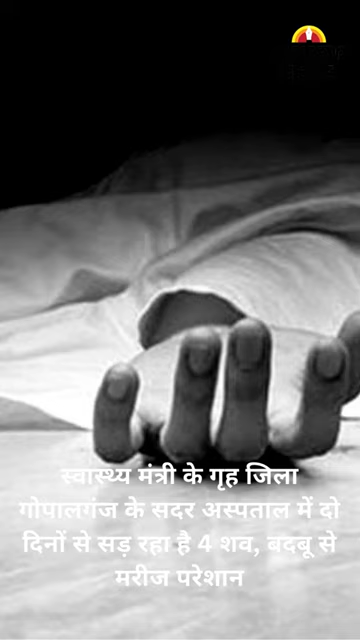 स्वास्थ्य मंत्री के गृह जिला
गोपालगंज के सदर अस्पताल में दो
दिनों से सड़ रहा है 4 शव, बदबू से
मरीज परेशान